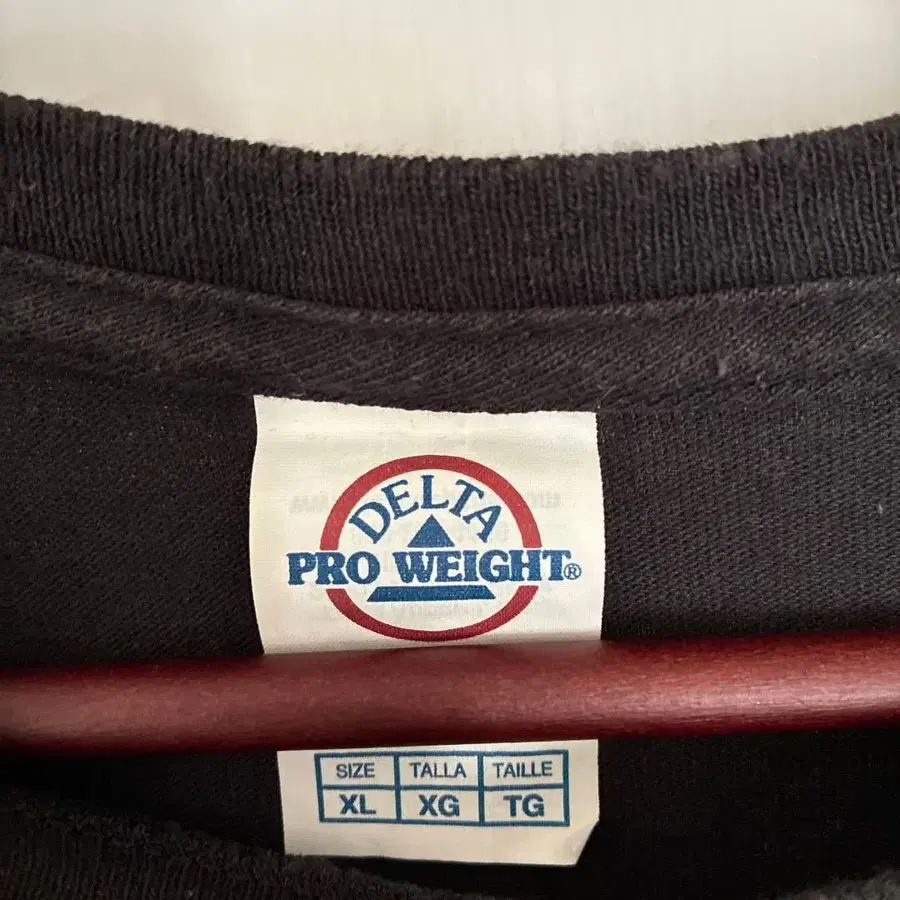 DELTA
PRO WEIGHT®
SIZE TALLA TAILLE
XL XG TG